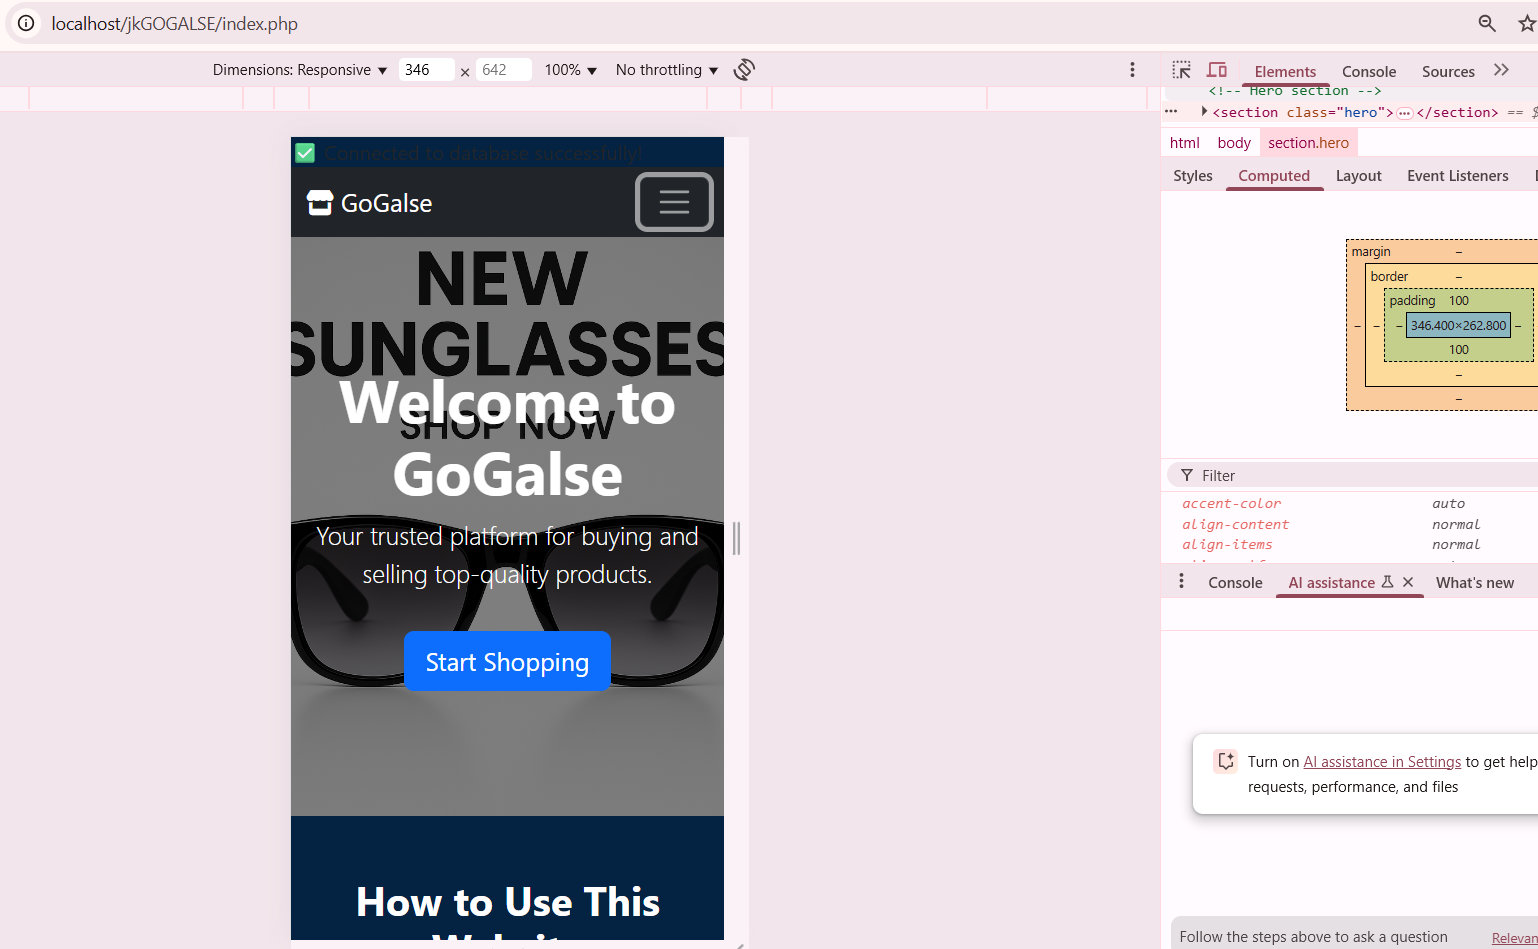 localhost/jkGOGALSE/index.php
Dimensions: Responsive 346 × 642 100% No throttling
Elements Console Sources
<!-- Hero section -->
<section class="hero"> </section> == $
html body section.hero
Styles Computed Layout Event Listeners
✅ Connected to database successfully!
GoGalse
NEW
SUNGLASSES
SHOP NOW
Welcome to
GoGalse
Your trusted platform for buying and
selling top-quality products.
Start Shopping
How to Use This
margin –
border –
padding 100
– – – 346.400×262.800 –
100
–
–
Filter
accent-color auto
align-content normal
align-items normal
Console AI assistance What's new
Turn on AI assistance in Settings to get help
requests, performance, and files
Follow the steps above to ask a question Relevan